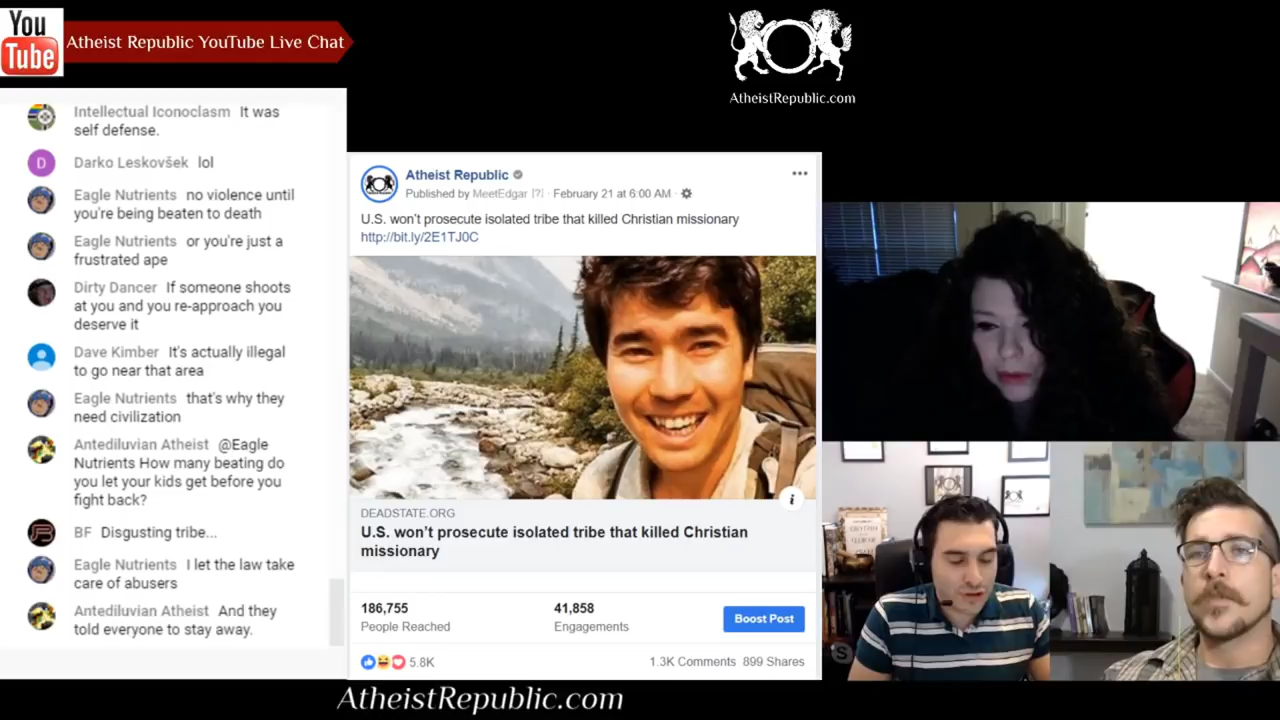 You
Tube
Atheist Republic YouTube Live Chat
AtheistRepublic.com
Intellectual Iconoclasm It was
self defense.
D Darko Leskovšek lol
Eagle Nutrients no violence until
you're being beaten to death
Eagle Nutrients or you're just a
frustrated ape
Dirty Dancer If someone shoots
at you and you re-approach you
deserve it
Dave Kimber It's actually illegal
to go near that area
Eagle Nutrients that's why they
need civilization
Antediluvian Atheist @Eagle
Nutrients How many beating do
you let your kids get before you
fight back?
BF Disgusting tribe...
Eagle Nutrients I let the law take
care of abusers
Antediluvian Atheist And they
told everyone to stay away.
Atheist Republic
Published by MeetEdgar [?] · February 21 at 6:00 AM ·
U.S. won't prosecute isolated tribe that killed Christian missionary
http://bit.ly/2E1TJ0C
DEADSTATE.ORG
U.S. won't prosecute isolated tribe that killed Christian
missionary
186,755
People Reached
41,858
Engagements
Boost Post
5.8K
1.3K Comments 899 Shares
AtheistRepublic.com